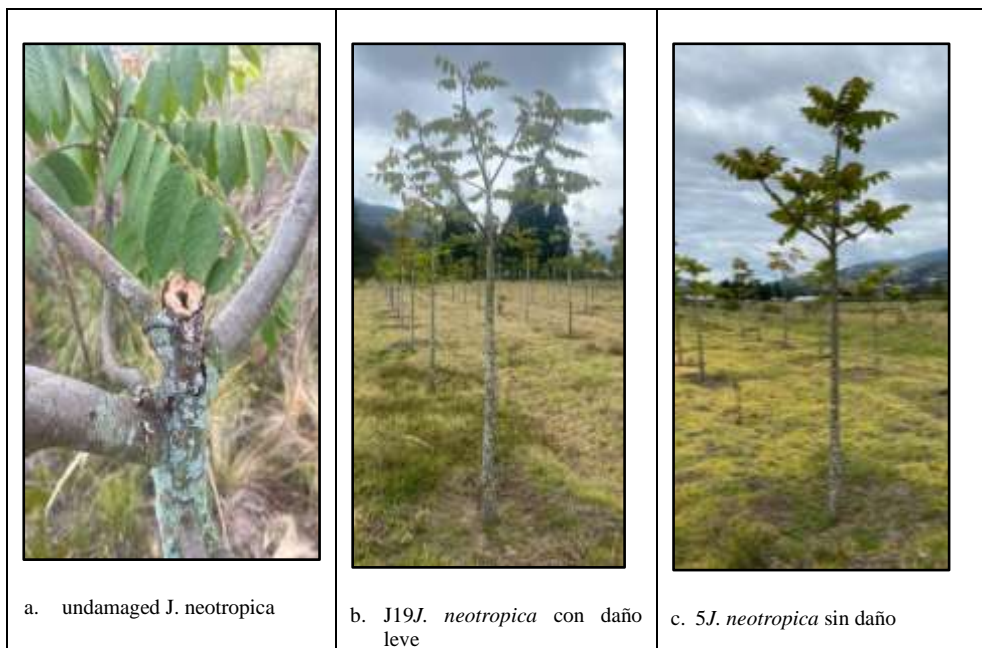 a. undamaged J. neotropica
b. J19J. neotropica con daño
leve
c. 5J. neotropica sin daño